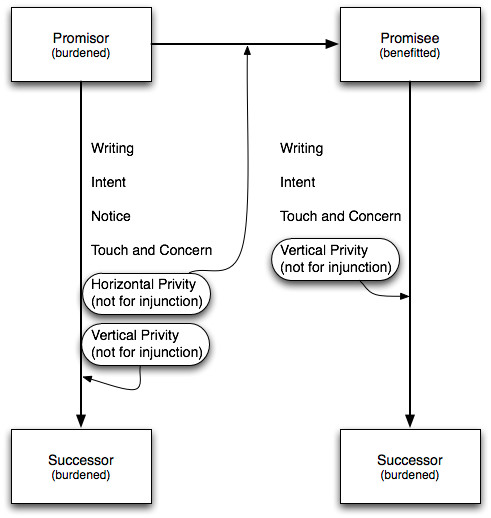 Promisor
(burdened)
Promisee
(benefitted)
Writing
Intent
Notice
Touch and Concern
Horizontal Privity
(not for injunction)
Vertical Privity
(not for injunction)
Writing
Intent
Touch and Concern
Vertical Privity
(not for injunction)
Successor
(burdened)
Successor
(burdened)